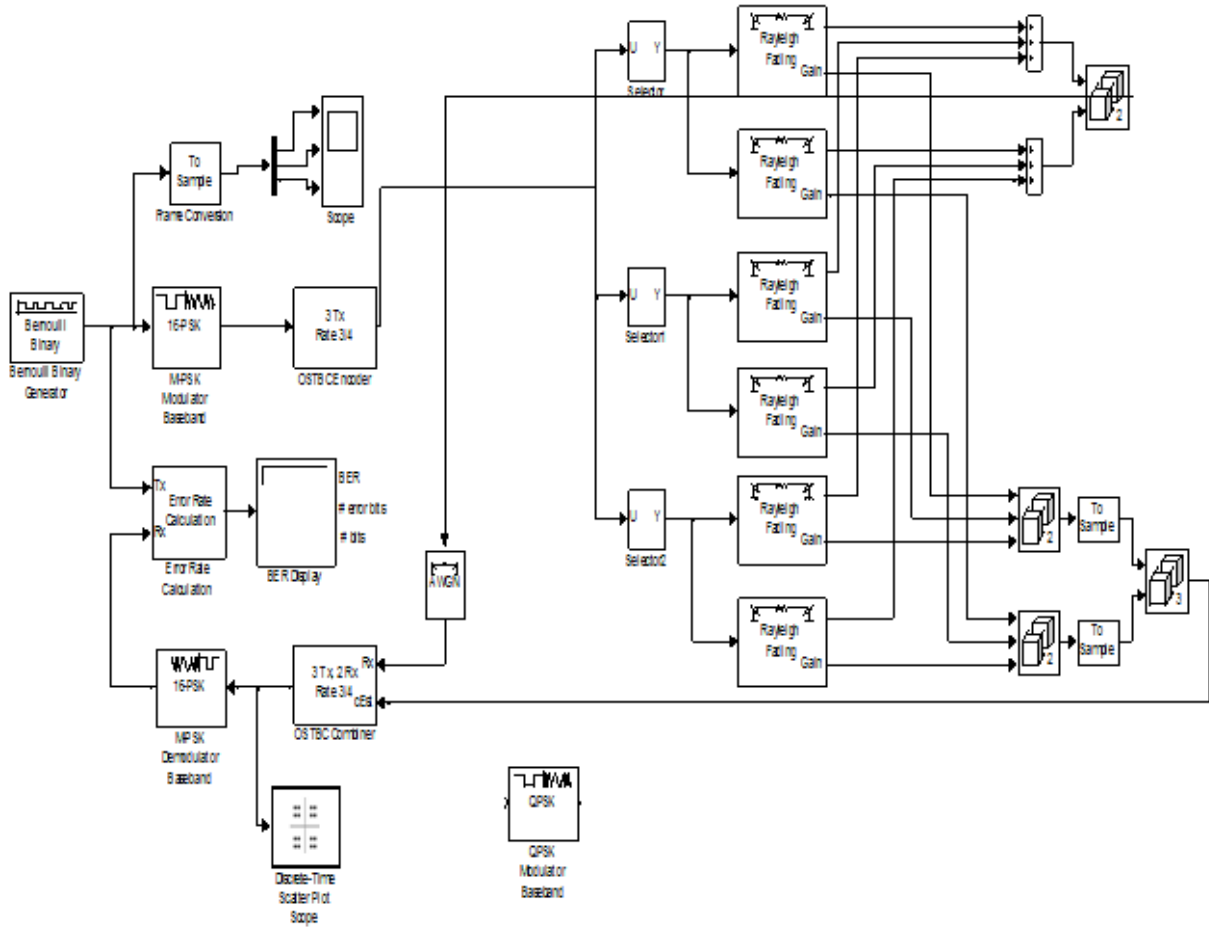 U Y
Selector
Rayleigh
Fading
Gain
2
To
Sample
Frame Conversion
Scope
Rayleigh
Fading
Gain
Bernoulli
Binary
Bernoulli Binary
Generator
16-PSK
M-PSK
Modulator
Baseband
3 Tx
Rate 3/4
OSTBC Encoder
U Y
Selector1
Rayleigh
Fading
Gain
Rayleigh
Fading
Gain
Tx
Rx
Error Rate
Calculation
Error Rate
Calculation
BER
# error bits
# bits
BER Display
U Y
Selector2
Rayleigh
Fading
Gain
2
To
Sample
AWGN
3
Rayleigh
Fading
Gain
2
To
Sample
16-PSK
M-PSK
Demodulator
Baseband
3 Tx, 2 Rx
Rate 3/4
Rx
cEst
OSTBC Combiner
QPSK
QPSK
Modulator
Baseband
Discrete-Time
Scatter Plot
Scope